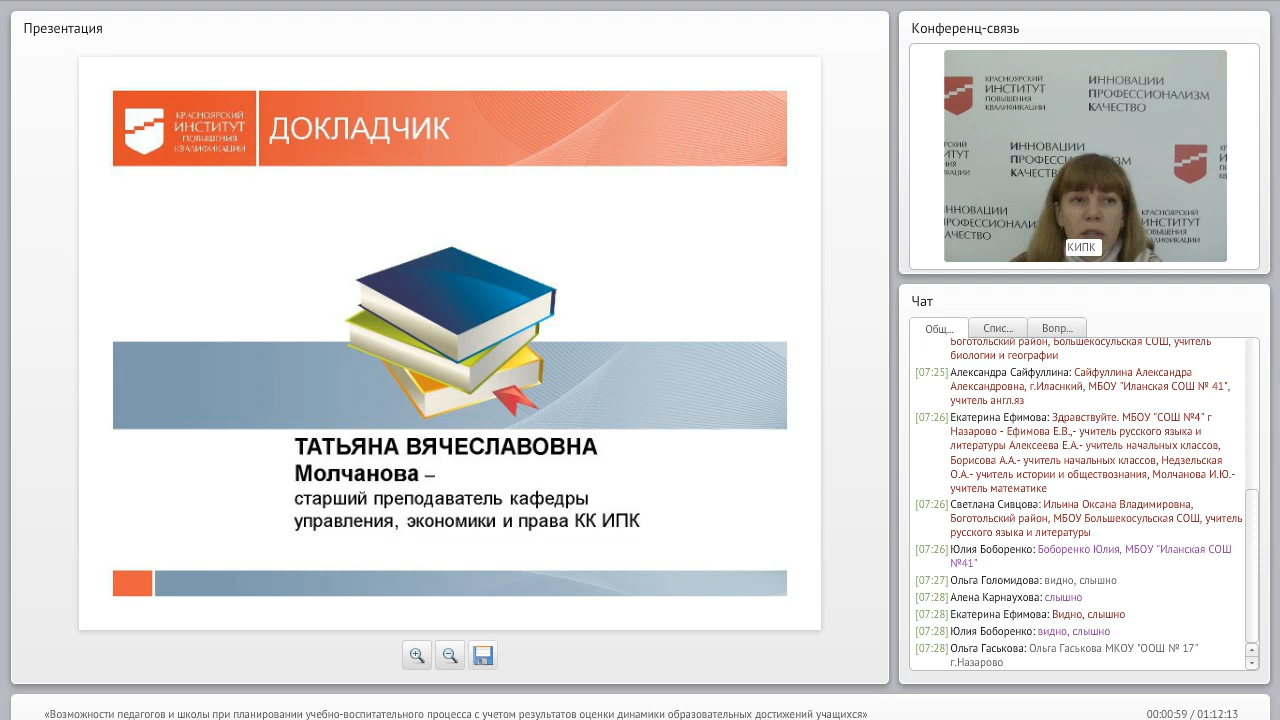 Презентация
КРАСНОЯРСКИЙ
ИНСТИТУТ
ПОВЫШЕНИЯ
КВАЛИФИКАЦИИ
ДОКЛАДЧИК
ТАТЬЯНА ВЯЧЕСЛАВОВНА
Молчанова –
старший преподаватель кафедры
управления, экономики и права КК ИПК
Конференц-связь
КРАСНОЯРСКИЙ
ИНСТИТУТ
ПОВЫШЕНИЯ
КВАЛИФИКАЦИИ
ИННОВАЦИИ
ПРОФЕССИОНАЛИЗМ
КАЧЕСТВО
ИННОВАЦИИ
КИПК
Чат
Общ...
Спис...
Вопр...
Боготольский район, Большекосульская СОШ, учитель
биологии и географии
[07:25] Александра Сайфуллина: Сайфуллина Александра
Александровна, г.Иласнкий, МБОУ "Иланская СОШ № 41",
учитель англ.яз
[07:26] Екатерина Ефимова: Здравствуйте. МБОУ "СОШ №4" г
Назарово - Ефимова Е.В.,- учитель русского языка и
литературы Алексеева Е.А.- учитель начальных классов,
Борисова А.А.- учитель начальных классов, Недзельская
О.А.- учитель истории и обществознания, Молчанова И.Ю.-
учитель математике
[07:26] Светлана Сивцова: Ильина Оксана Владимировна,
Боготольский район, МБОУ Большекосульская СОШ, учитель
русского языка и литературы
[07:26] Юлия Боборенко: Боборенко Юлия, МБОУ "Иланская СОШ
№41"
[07:27] Ольга Голомидова: видно, слышно
[07:28] Алена Карнаухова: слышно
[07:28] Екатерина Ефимова: Видно, слышно
[07:28] Юлия Боборенко: видно, слышно
[07:28] Ольга Гаськова: Ольга Гаськова МКОУ "ООШ № 17"
г.Назарово
«Возможности педагогов и школы при планировании учебно-воспитательного процесса с учетом результатов оценки динамики образовательных достижений учащихся»
00:00:59 / 01:12:13